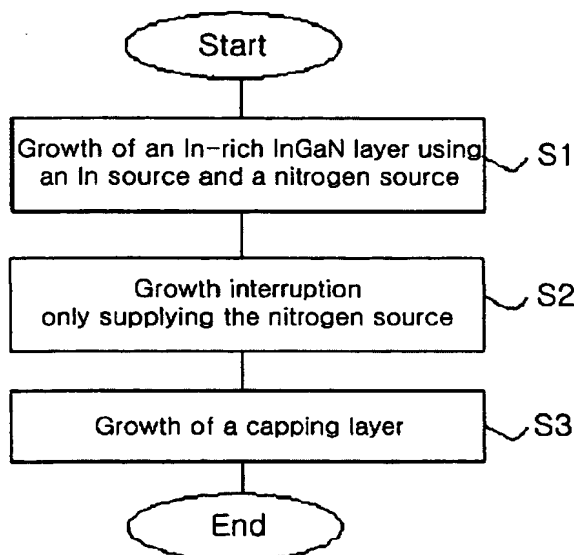 Start
Growth of an In-rich InGaN layer using
an In source and a nitrogen source
S1
Growth interruption
only supplying the nitrogen source
S2
Growth of a capping layer
S3
End